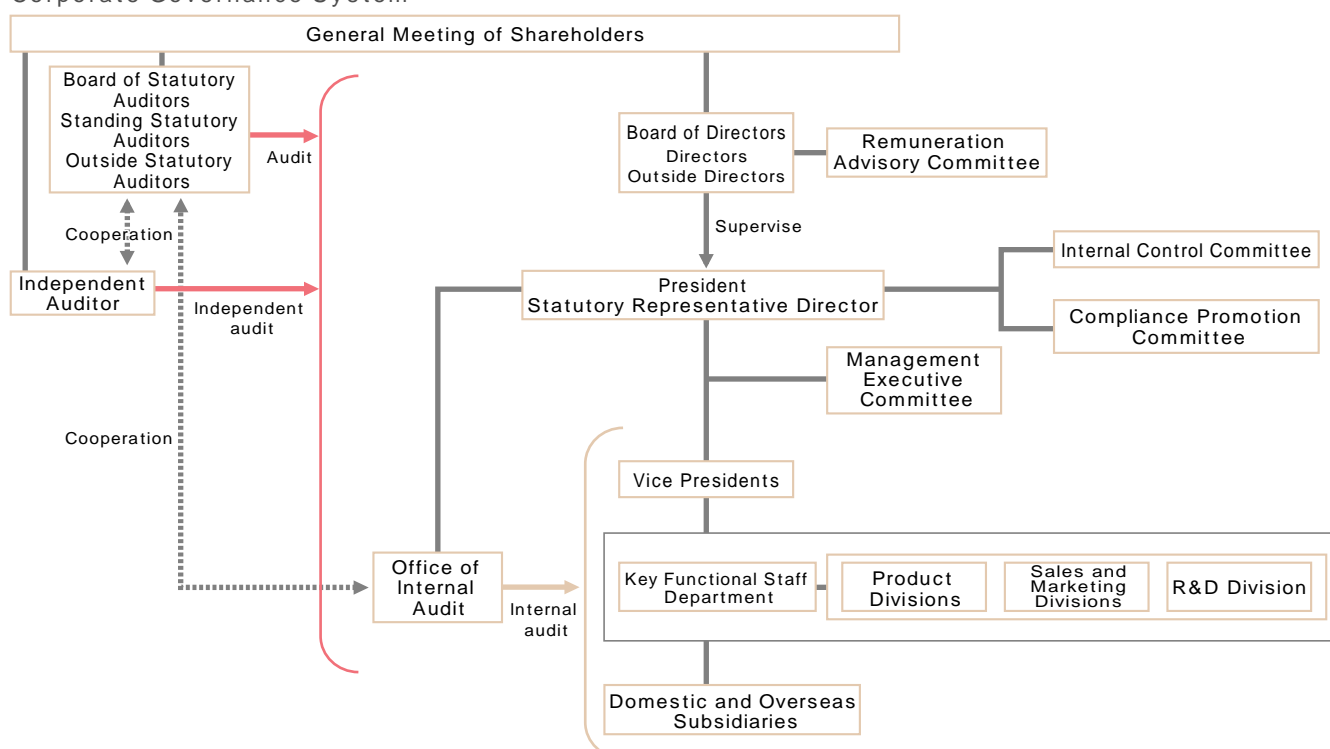 Corporate Governance System
General Meeting of Shareholders
Board of Statutory
Auditors
Standing Statutory
Auditors
Outside Statutory
Auditors
Audit
Board of Directors
Directors
Outside Directors
Remuneration
Advisory Committee
Cooperation
Supervise
Independent
Auditor
Independent
audit
President
Statutory Representative Director
Internal Control Committee
Compliance Promotion
Committee
Management
Executive
Committee
Cooperation
Vice Presidents
Office of
Internal
Audit
Internal
audit
Key Functional Staff
Department
Product
Divisions
Sales and
Marketing
Divisions
R&D Division
Domestic and Overseas
Subsidiaries